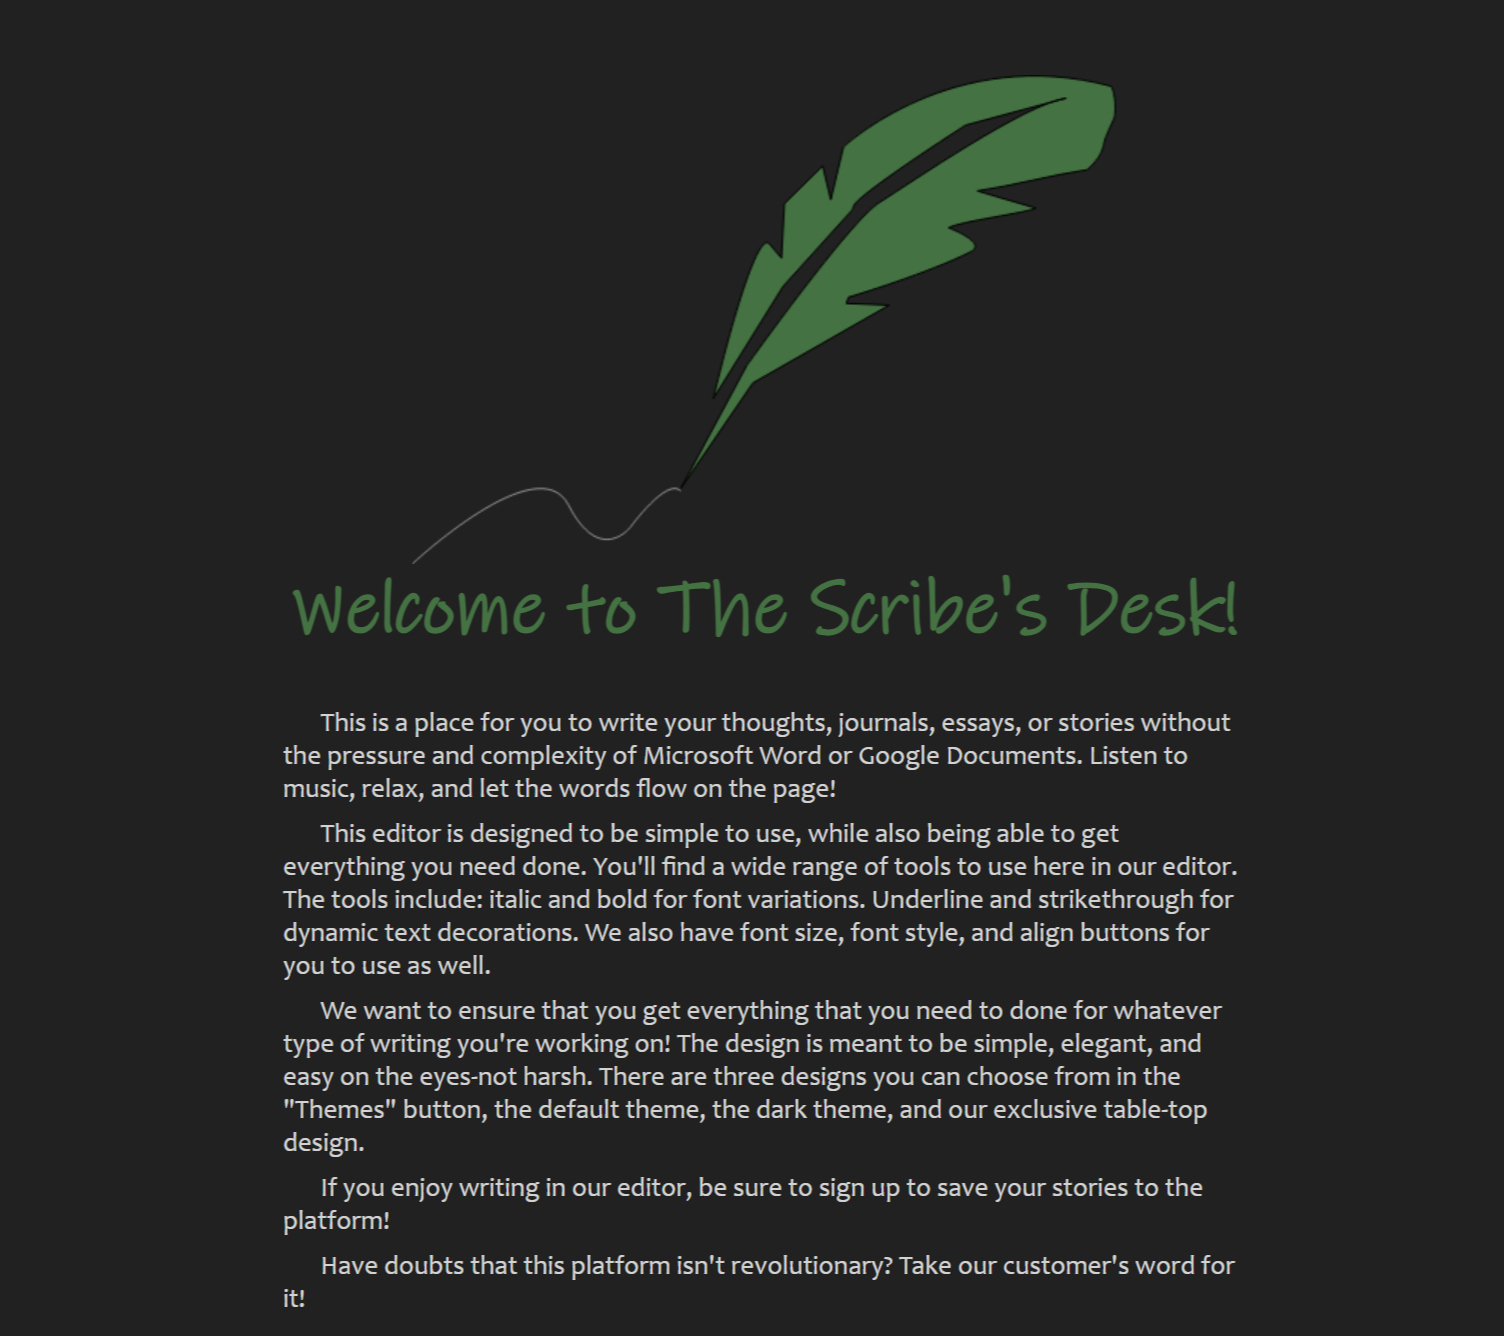 Welcome to The Scribe's Desk!
This is a place for you to write your thoughts, journals, essays, or stories without
the pressure and complexity of Microsoft Word or Google Documents. Listen to
music, relax, and let the words flow on the page!
This editor is designed to be simple to use, while also being able to get
everything you need done. You'll find a wide range of tools to use here in our editor.
The tools include: italic and bold for font variations. Underline and strikethrough for
dynamic text decorations. We also have font size, font style, and align buttons for
you to use as well.
We want to ensure that you get everything that you need to done for whatever
type of writing you're working on! The design is meant to be simple, elegant, and
easy on the eyes-not harsh. There are three designs you can choose from in the
"Themes" button, the default theme, the dark theme, and our exclusive table-top
design.
If you enjoy writing in our editor, be sure to sign up to save your stories to the
platform!
Have doubts that this platform isn't revolutionary? Take our customer's word for
it!